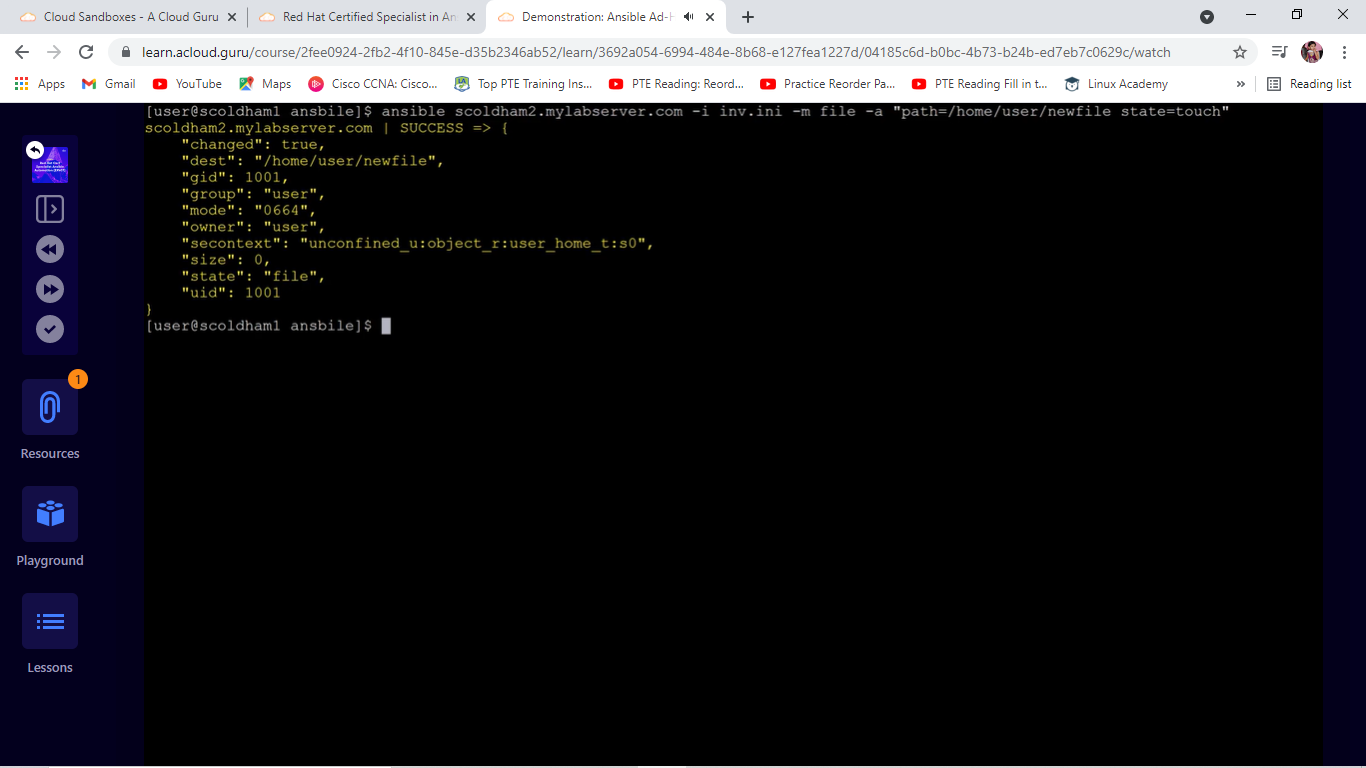 Cloud Sandboxes - A Cloud Guru
Red Hat Certified Specialist in An
Demonstration: Ansible Ad-H
learn.acloud.guru/course/2fee0924-2fb2-4f10-845e-d35b2346ab52/learn/3692a054-6994-484e-8b68-e127fea1227d/04185c6d-b0bc-4b73-b24b-ed7eb7c0629c/watch
Apps Gmail YouTube Maps Cisco CCNA: Cisco... Top PTE Training Ins... PTE Reading: Reord... Practice Reorder Pa... PTE Reading Fill in t... Linux Academy » Reading list
[user@scoldham1 ansbile]$ ansible scoldham2.mylabserver.com -i inv.ini -m file -a "path=/home/user/newfile state=touch"
scoldham2.mylabserver.com | SUCCESS => {
"changed": true,
"dest": "/home/user/newfile",
"gid": 1001,
"group": "user",
"mode": "0664",
"owner": "user",
"secontext": "unconfined_u:object_r:user_home_t:s0",
"size": 0,
"state": "file",
"uid": 1001
}
[user@scoldham1 ansbile]$
1
Resources
Playground
Lessons